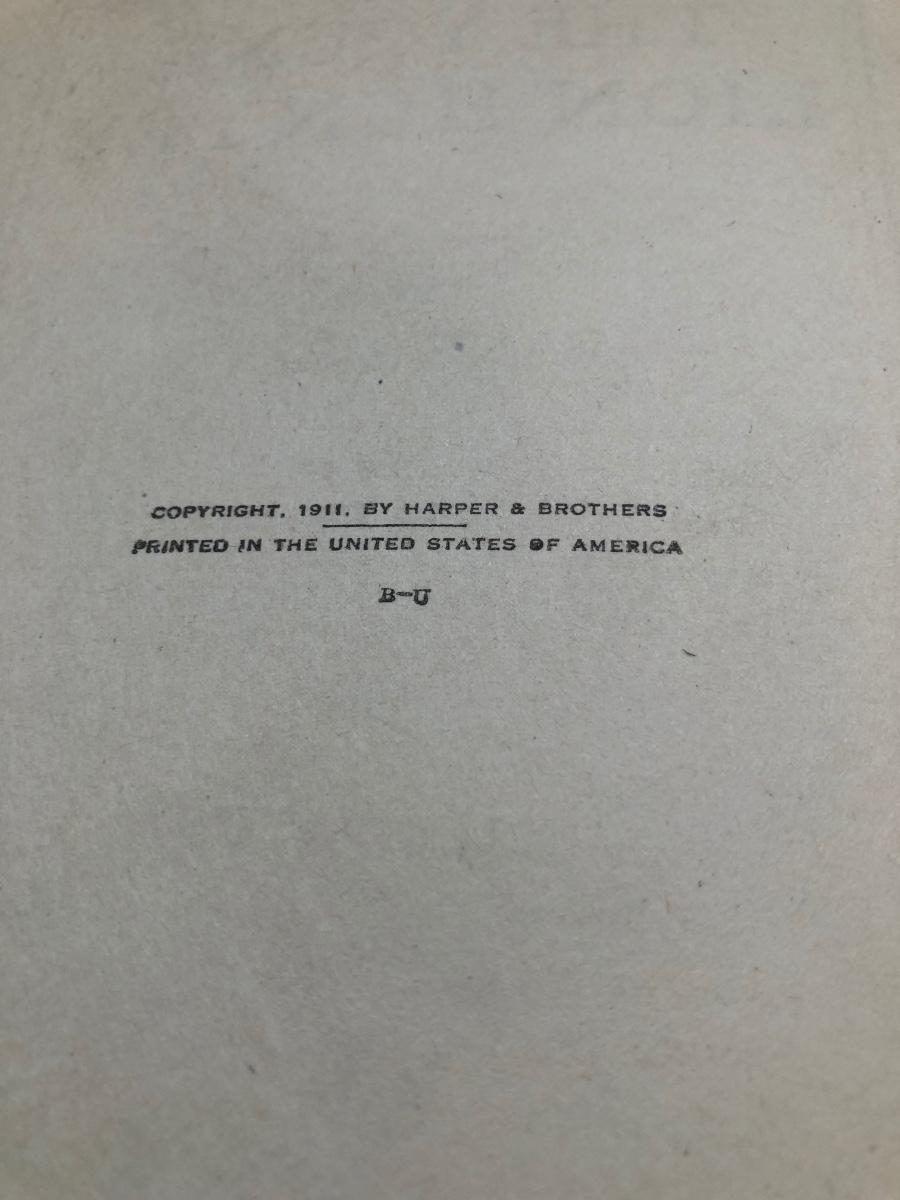 COPYRIGHT, 1911, BY HARPER & BROTHERS
PRINTED IN THE UNITED STATES OF AMERICA
B-U